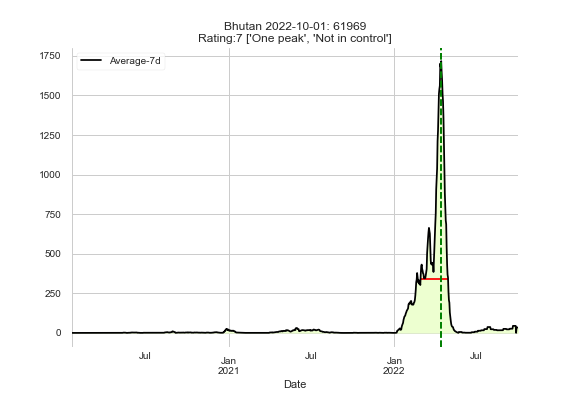 Bhutan 2022-10-01: 61969
Rating:7 ['One peak', 'Not in control']
Average-7d
1750
1500
1250
1000
750
500
250
0
Jul
Jan
2021
Jul
Jan
2022
Jul
Date